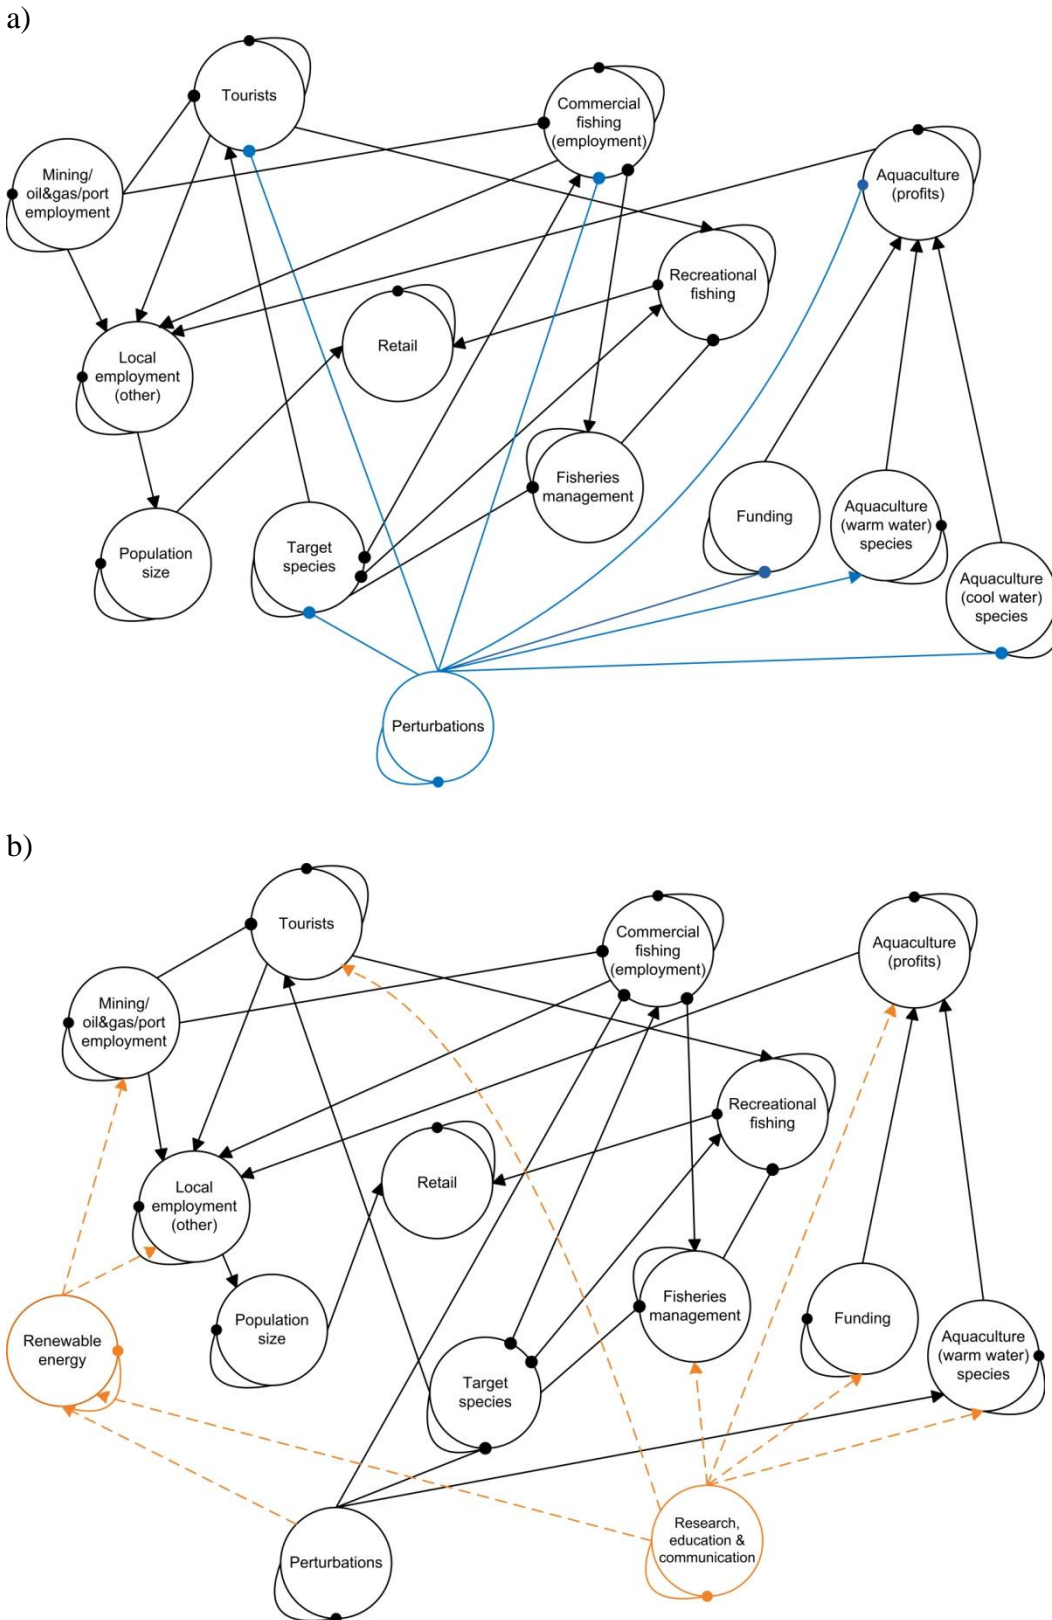 a)
Tourists
Commercial
fishing
(employment)
Mining/
oil&gas/port
employment
Aquaculture
(profits)
Recreational
fishing
Retail
Local
employment
(other)
Fisheries
management
Funding
Aquaculture
(warm water)
species
Population
size
Target
species
Aquaculture
(cool water)
species
Perturbations
b)
Tourists
Commercial
fishing
(employment)
Aquaculture
(profits)
Mining/
oil&gas/port
employment
Recreational
fishing
Retail
Local
employment
(other)
Fisheries
management
Population
size
Funding
Renewable
energy
Aquaculture
(warm water)
species
Target
species
Research,
education &
communication
Perturbations